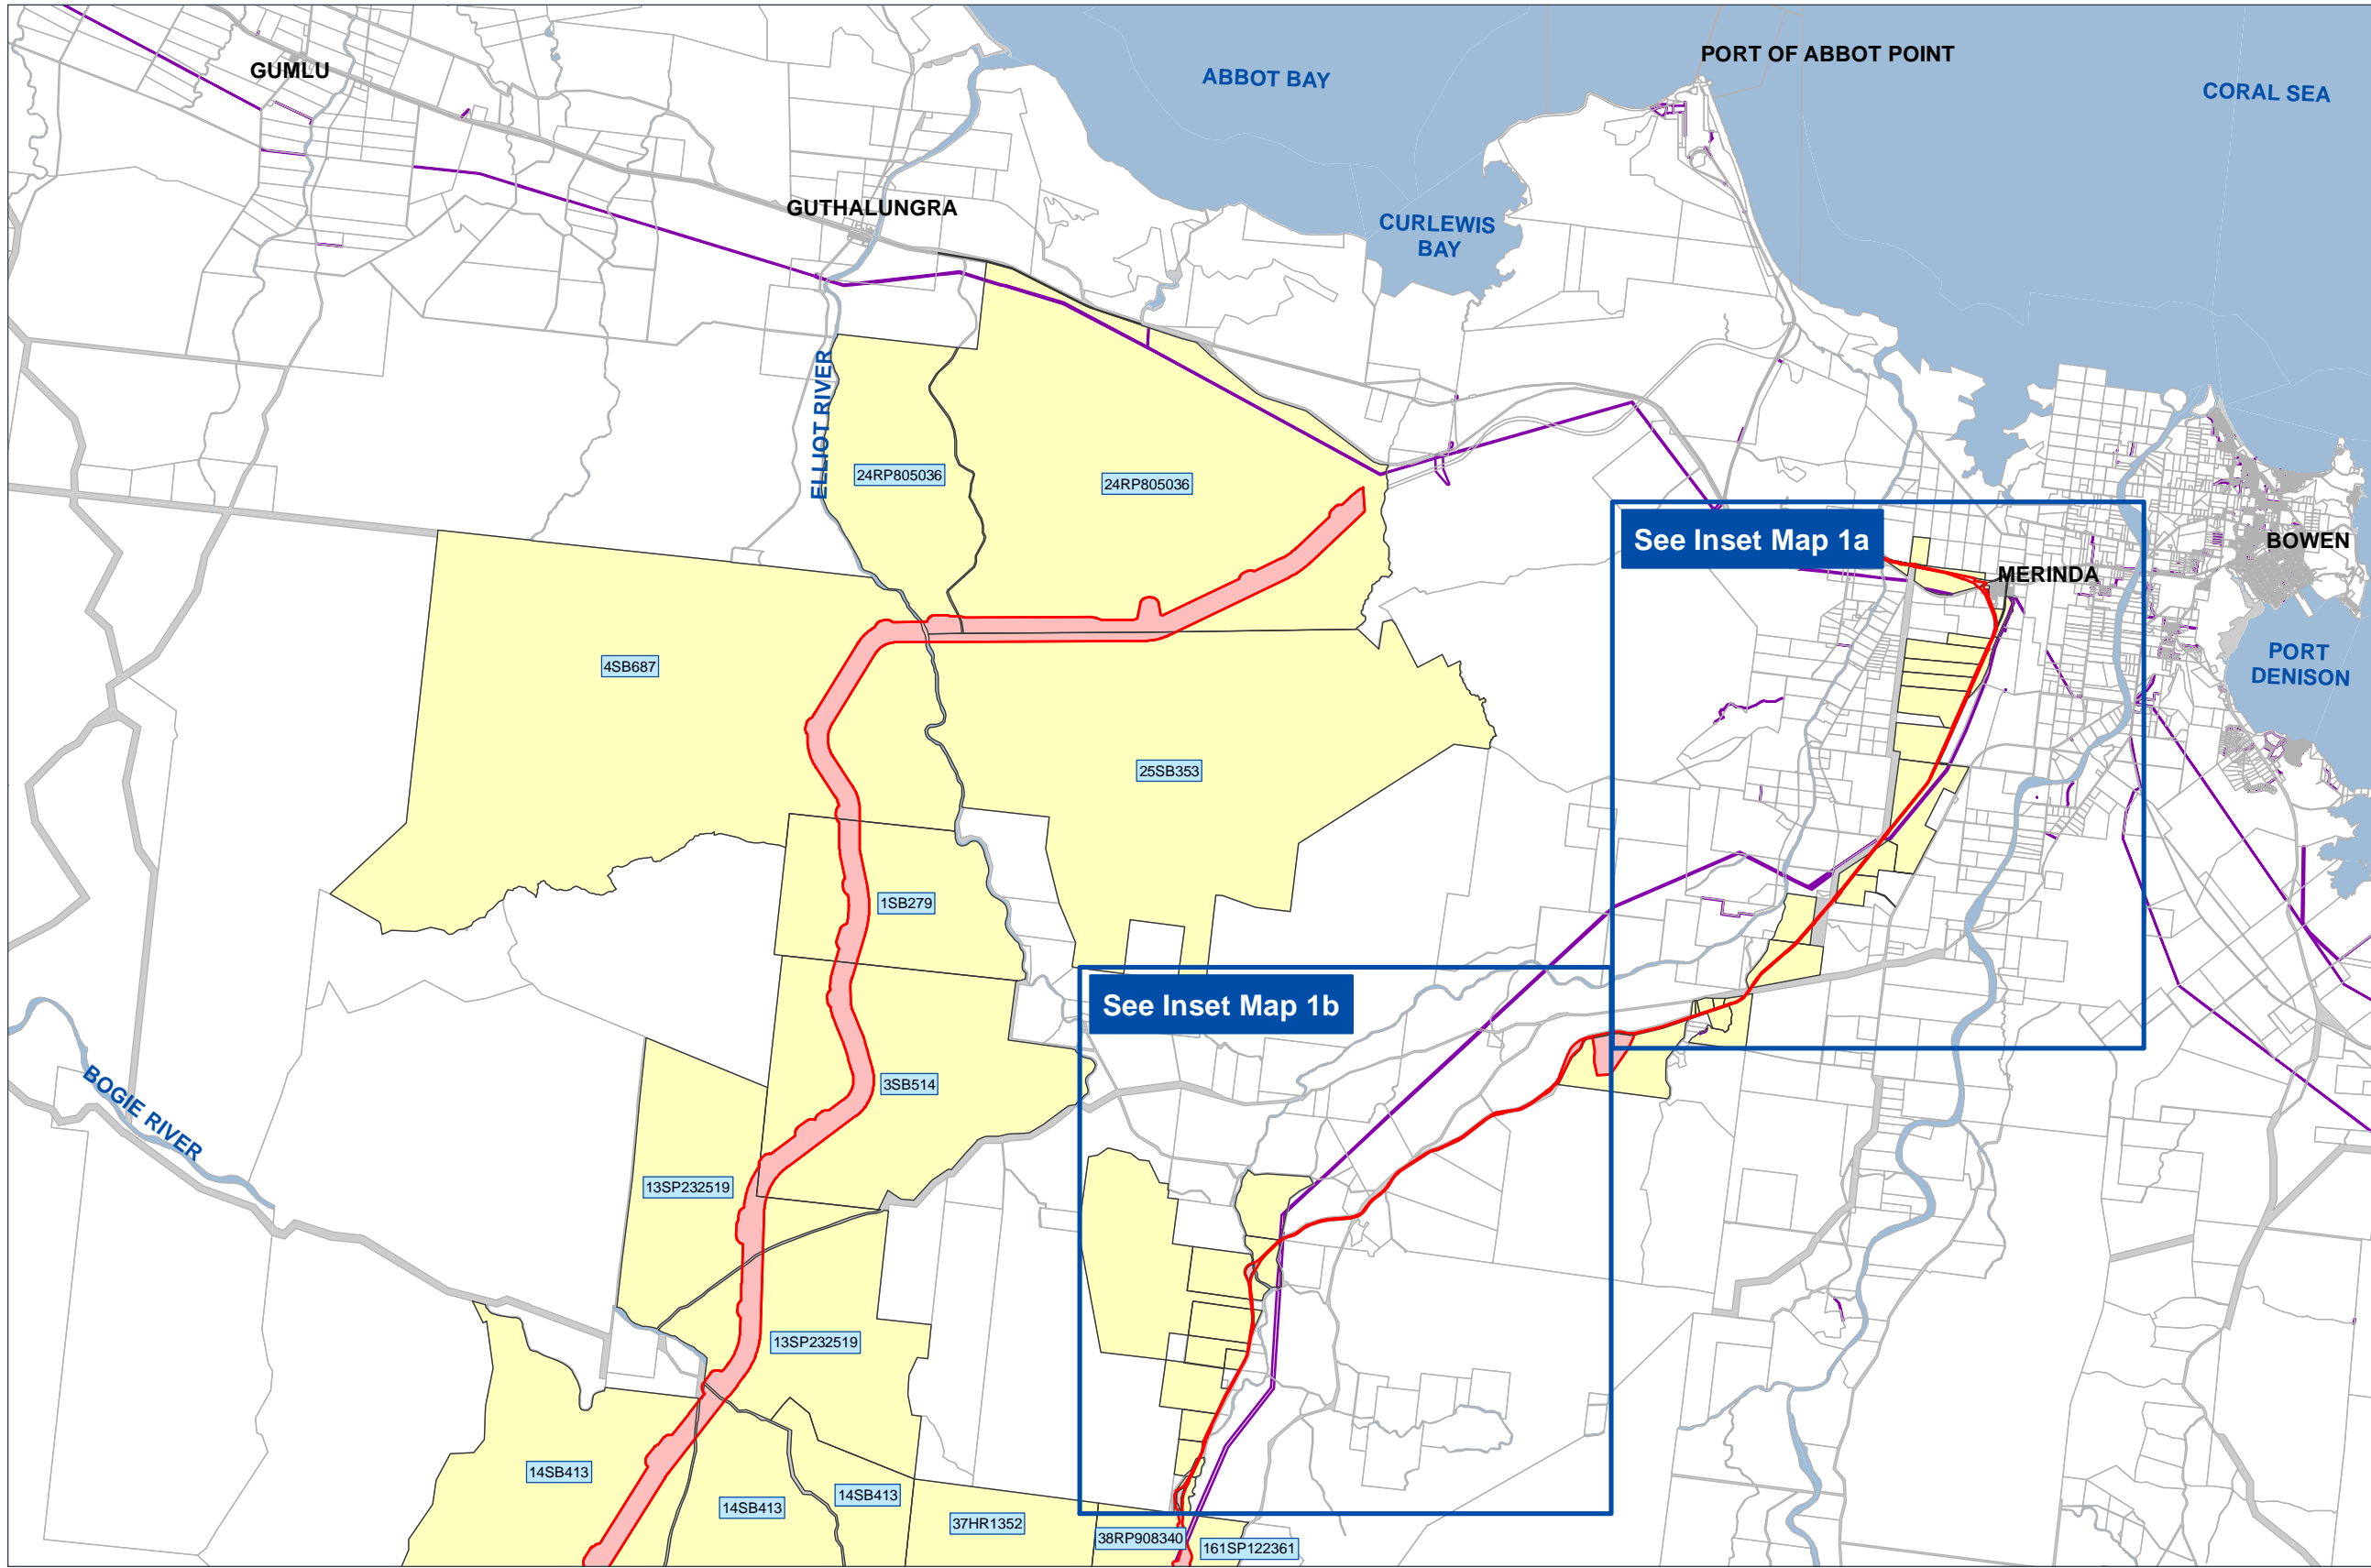 PORT OF ABBOT POINT
GUMLU
ABBOT BAY
CORAL SEA
GUTHALUNGRA
CURLEWIS
BAY
ELLIOT RIVER
24RP805036
24RP805036
See Inset Map 1a
BOWEN
MERINDA
4SB687
PORT
DENISON
25SB353
1SB279
See Inset Map 1b
3SB514
BOGIE RIVER
13SP232519
13SP232519
14SB413
14SB413
14SB413
37HR1352
38RP908340
161SP122361